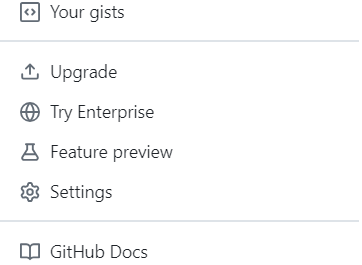 Your gists
Upgrade
Try Enterprise
Feature preview
Settings
GitHub Docs